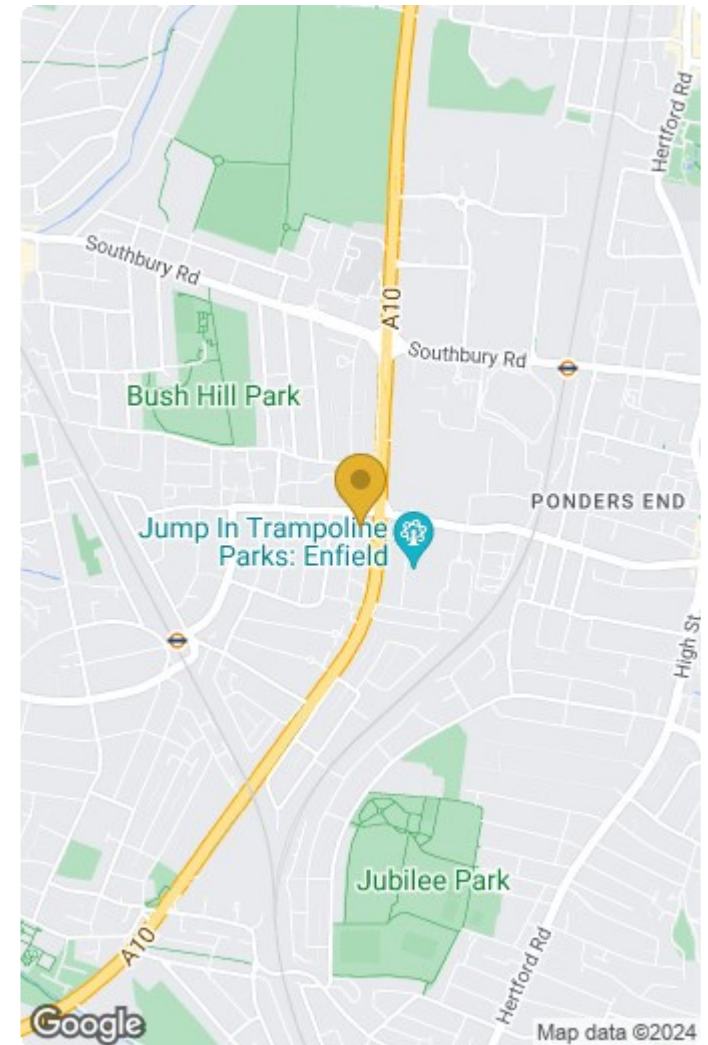 Hertford Rd
Southbury Rd
A10
Southbury Rd
Bush Hill Park
PONDERS END
Jump In Trampoline
Parks: Enfield
High St
Jubilee Park
A10
Hertford Rd
Google
Map data ©2024